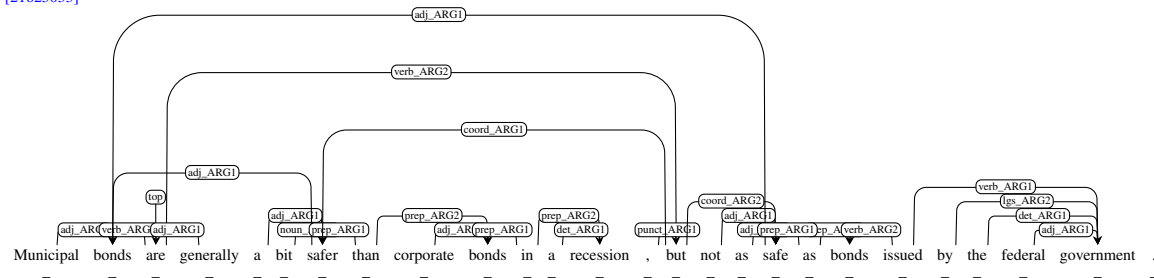 adj_ARG1
verb_ARG2
coord_ARG1
adj_ARG1
top
verb_ARG1
coord_ARG2
lgs_ARG2
adj_ARG1 prep_ARG2 prep_ARG2 adj_ARG1 det_ARG1
verb_ARG adj_ARG1 noun_ prep_ARG1 prep_ARG1 det_ARG1 punct_ARG1 prep_ARG1 verb_ARG2 adj_ARG1
Municipal bonds are generally a bit safer than corporate bonds in a recession , but not as safe as bonds issued by the federal government .